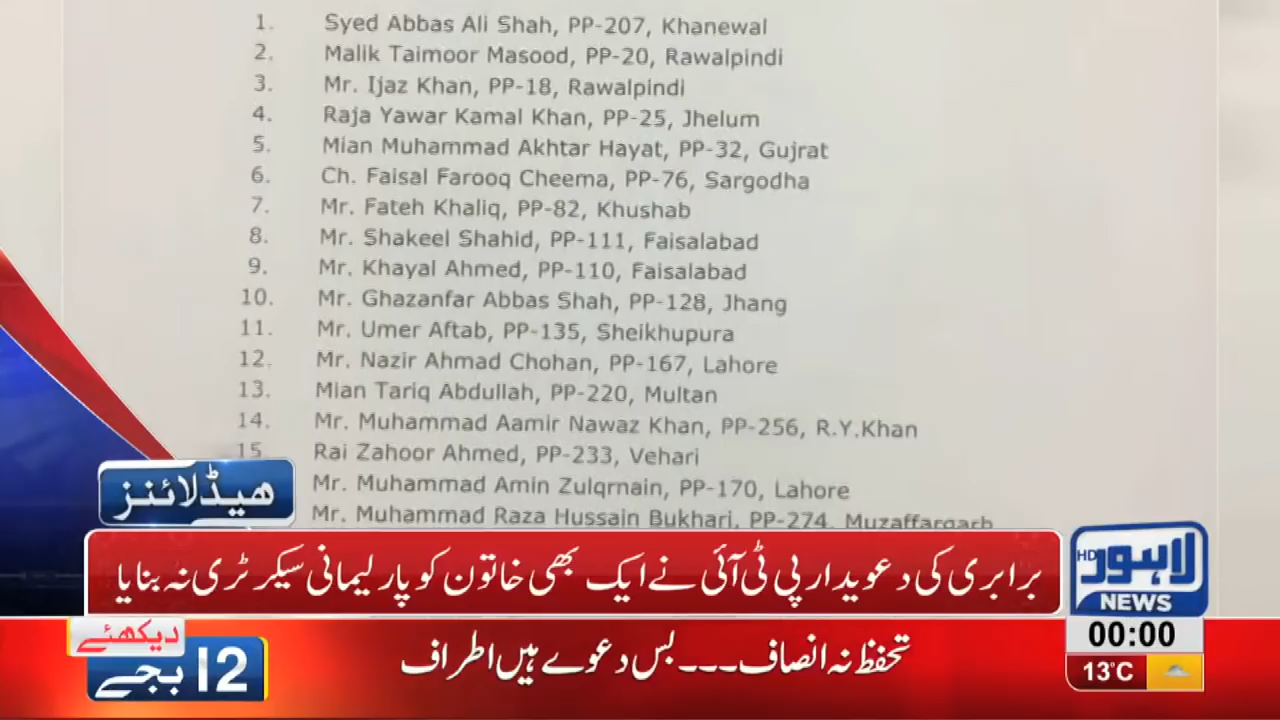 1. Syed Abbas Ali Shah, PP-207, Khanewal
2. Malik Taimoor Masood, PP-20, Rawalpindi
3. Mr. Ijaz Khan, PP-18, Rawalpindi
4. Raja Yawar Kamal Khan, PP-25, Jhelum
5. Mian Muhammad Akhtar Hayat, PP-32, Gujrat
6. Ch. Faisal Farooq Cheema, PP-76, Sargodha
7. Mr. Fateh Khaliq, PP-82, Khushab
8. Mr. Shakeel Shahid, PP-111, Faisalabad
9. Mr. Khayal Ahmed, PP-110, Faisalabad
10. Mr. Ghazanfar Abbas Shah, PP-128, Jhang
11. Mr. Umer Aftab, PP-135, Sheikhupura
12. Mr. Nazir Ahmad Chohan, PP-167, Lahore
13. Mian Tariq Abdullah, PP-220, Multan
14. Mr. Muhammad Aamir Nawaz Khan, PP-256, R.Y.Khan
15. Rai Zahoor Ahmed, PP-233, Vehari
Mr. Muhammad Amin Zulqrnain, PP-170, Lahore
Mr. Muhammad Raza Hussain Bukhari, PP-274, Muzaffargarh
ہیڈلائنز
برابری کی دعویدار پی ٹی آئی نے ایک بھی خاتون کو پارلیمانی سیکرٹری نہ بنایا
لاہور HD
NEWS
00:00
13°C
دیکھئے
12 بجے
تحفظ نہ انصاف۔۔۔ بس دعوے ہیں اطراف